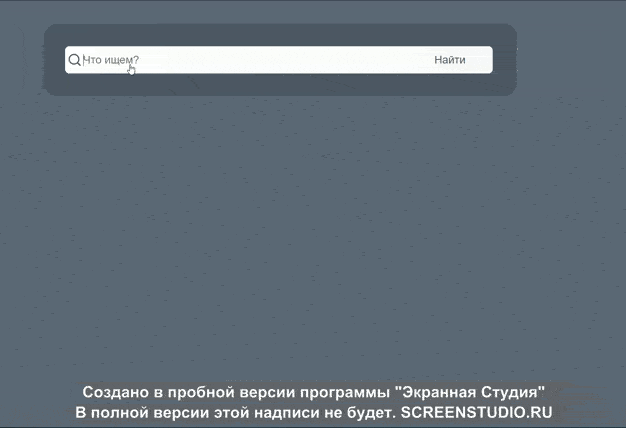 Что ищем?
Найти
Создано в пробной версии программы "Экранная Студия"
В полной версии этой надписи не будет. SCREENSTUDIO.RU